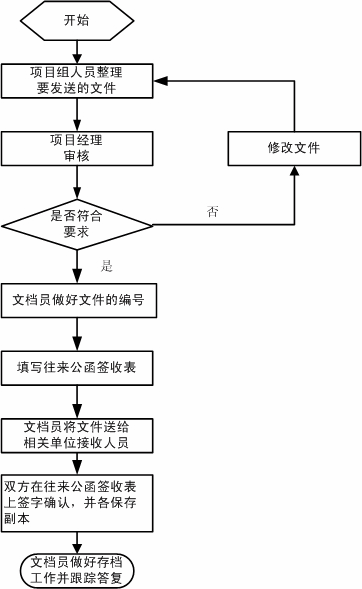 开始
项目组人员整理
要发送的文件
项目经理
审核
修改文件
是否符合
要求
否
是
文档员做好文件的编号
填写往来公函签收表
文档员将文件送给
相关单位接收人员
双方在往来公函签收表
上签字确认，并各保存
副本
文档员做好存档
工作并跟踪答复